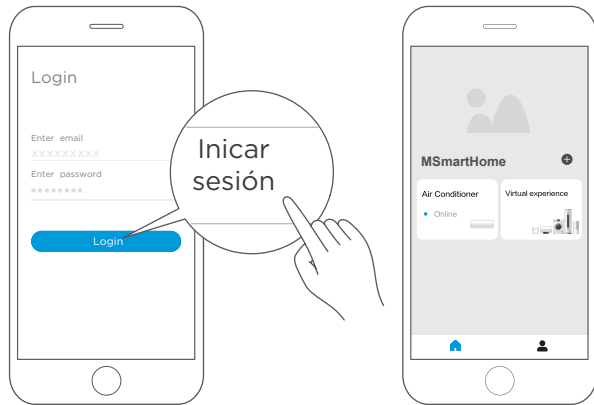 Login
Enter email
XXXXXXXXX
Enter password
Login
Inicar
sesión
MSmartHome
Air Conditioner
Online
Virtual experience